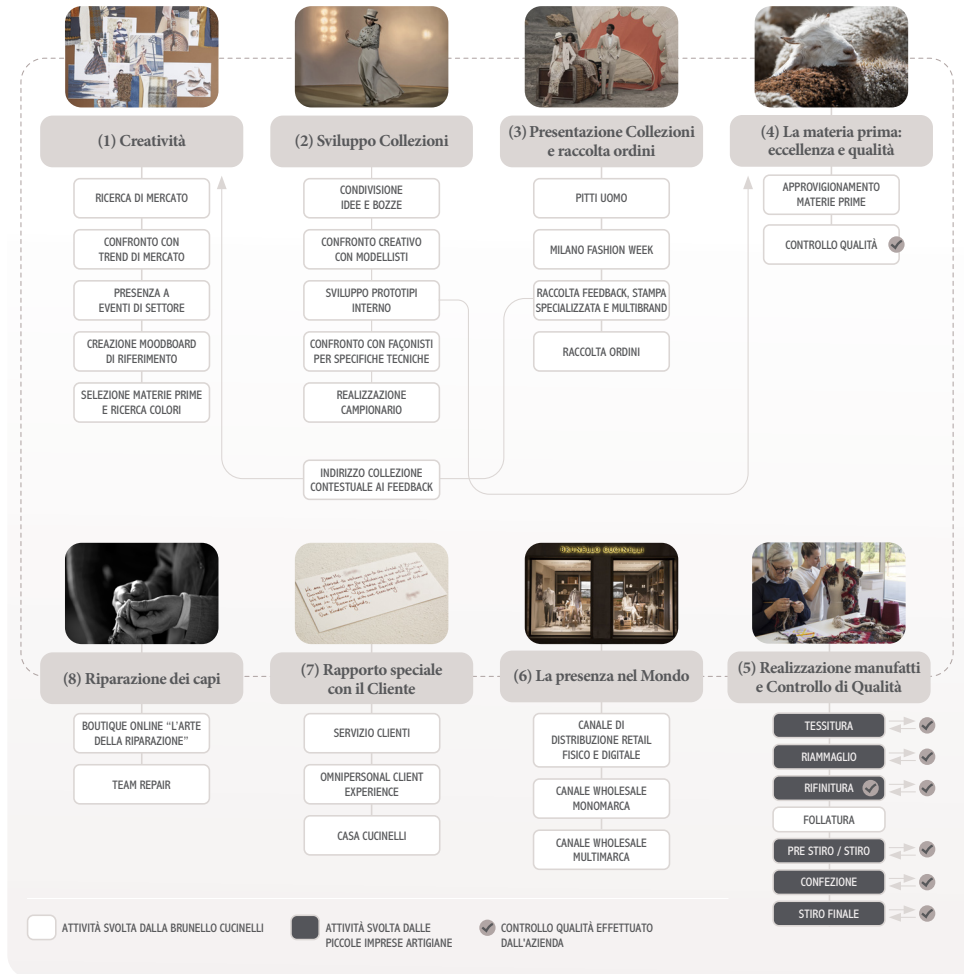 (1) Creatività
RICERCA DI MERCATO
CONFRONTO CON
TREND DI MERCATO
PRESENZA A
EVENTI DI SETTORE
CREAZIONE MOODBOARD
DI RIFERIMENTO
SELEZIONE MATERIE PRIME
E RICERCA COLORI
(2) Sviluppo Collezioni
CONDIVISIONE
IDEE E BOZZE
CONFRONTO CREATIVO
CON MODELLISTI
SVILUPPO PROTOTIPI
INTERNO
CONFRONTO CON FAÇONISTI
PER SPECIFICHE TECNICHE
REALIZZAZIONE
CAMPIONARIO
INDIRIZZO COLLEZIONE
CONTESTUALE AI FEEDBACK
(3) Presentazione Collezioni
e raccolta ordini
PITTI UOMO
MILANO FASHION WEEK
RACCOLTA FEEDBACK, STAMPA
SPECIALIZZATA E MULTIBRAND
RACCOLTA ORDINI
(4) La materia prima:
eccellenza e qualità
APPROVIGIONAMENTO
MATERIE PRIME
CONTROLLO QUALITÀ
(8) Riparazione dei capi
BOUTIQUE ONLINE “L'ARTE
DELLA RIPARAZIONE”
TEAM REPAIR
(7) Rapporto speciale
con il Cliente
SERVIZIO CLIENTI
OMNIPERSONAL CLIENT
EXPERIENCE
CASA CUCINELLI
BRUNELLO CUCINELLI
(6) La presenza nel Mondo
CANALE DI
DISTRIBUZIONE RETAIL
FISICO E DIGITALE
CANALE WHOLESALE
MONOMARCA
CANALE WHOLESALE
MULTIMARCA
(5) Realizzazione manufatti
e Controllo di Qualità
TESSITURA
RIAMMAGLIO
RIFINITURA
FOLLATURA
PRE STIRO / STIRO
CONFEZIONE
STIRO FINALE
ATTIVITÀ SVOLTA DALLA BRUNELLO CUCINELLI
ATTIVITÀ SVOLTA DALLE
PICCOLE IMPRESE ARTIGIANE
CONTROLLO QUALITÀ EFFETTUATO
DALL'AZIENDA